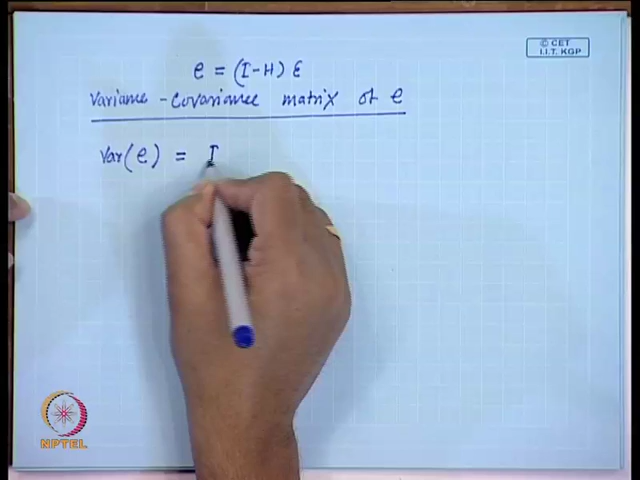 © CET
I.I.T. KGP
e = (I-H) ε
Variance - Covariance matrix of e
Var(e) = I
NPTEL